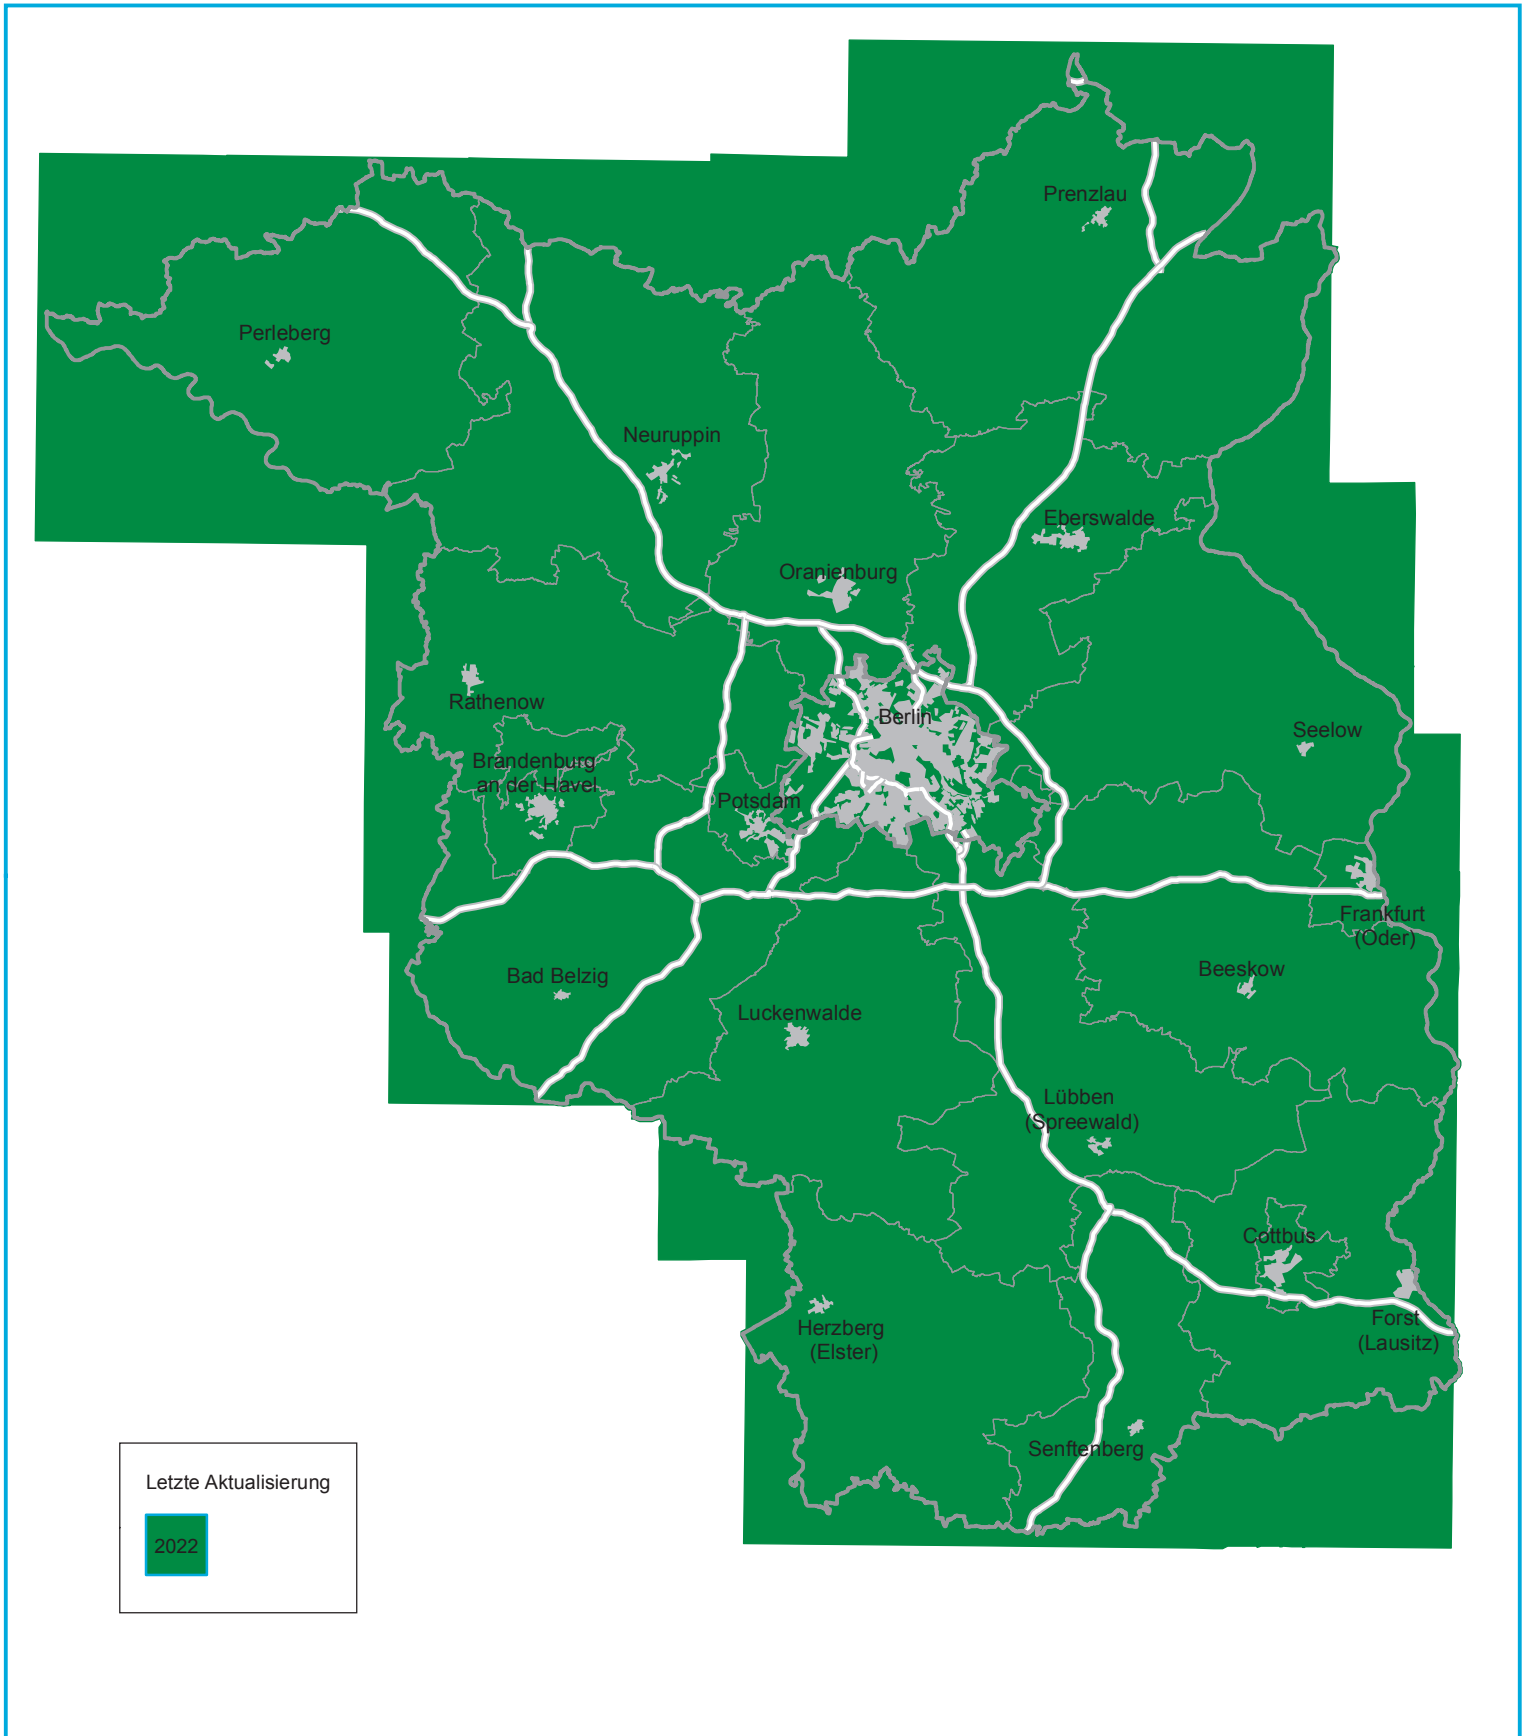 Prenzlau
Perleberg
Neuruppin
Eberswalde
Oranienburg
Rathenow
Berlin
Seelow
Brandenburg
an der Havel
Potsdam
Frankfurt
(Oder)
Bad Belzig
Beeskow
Luckenwalde
Lübben
(Spreewald)
Cottbus
Herzberg
(Elster)
Forst
(Lausitz)
Senftenberg
Letzte Aktualisierung
2022